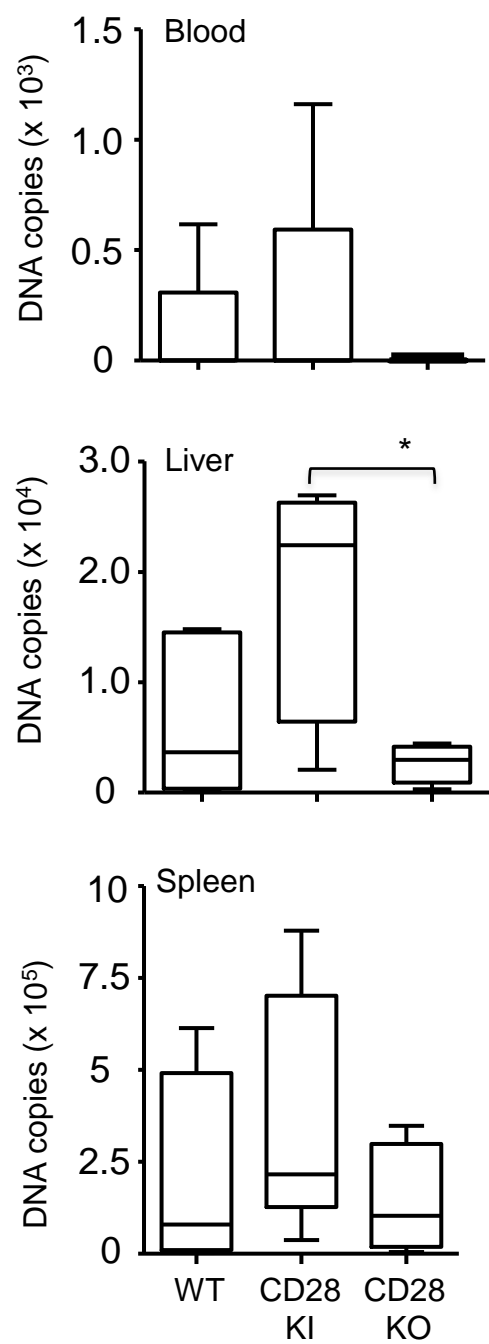 Blood
DNA copies (x 10³)
1.5
1.0
0.5
0
Liver
*
DNA copies (x 10⁴)
3.0
2.0
1.0
0
Spleen
DNA copies (x 10⁵)
10
7.5
5
2.5
0
WT CD28 CD28
KI KO